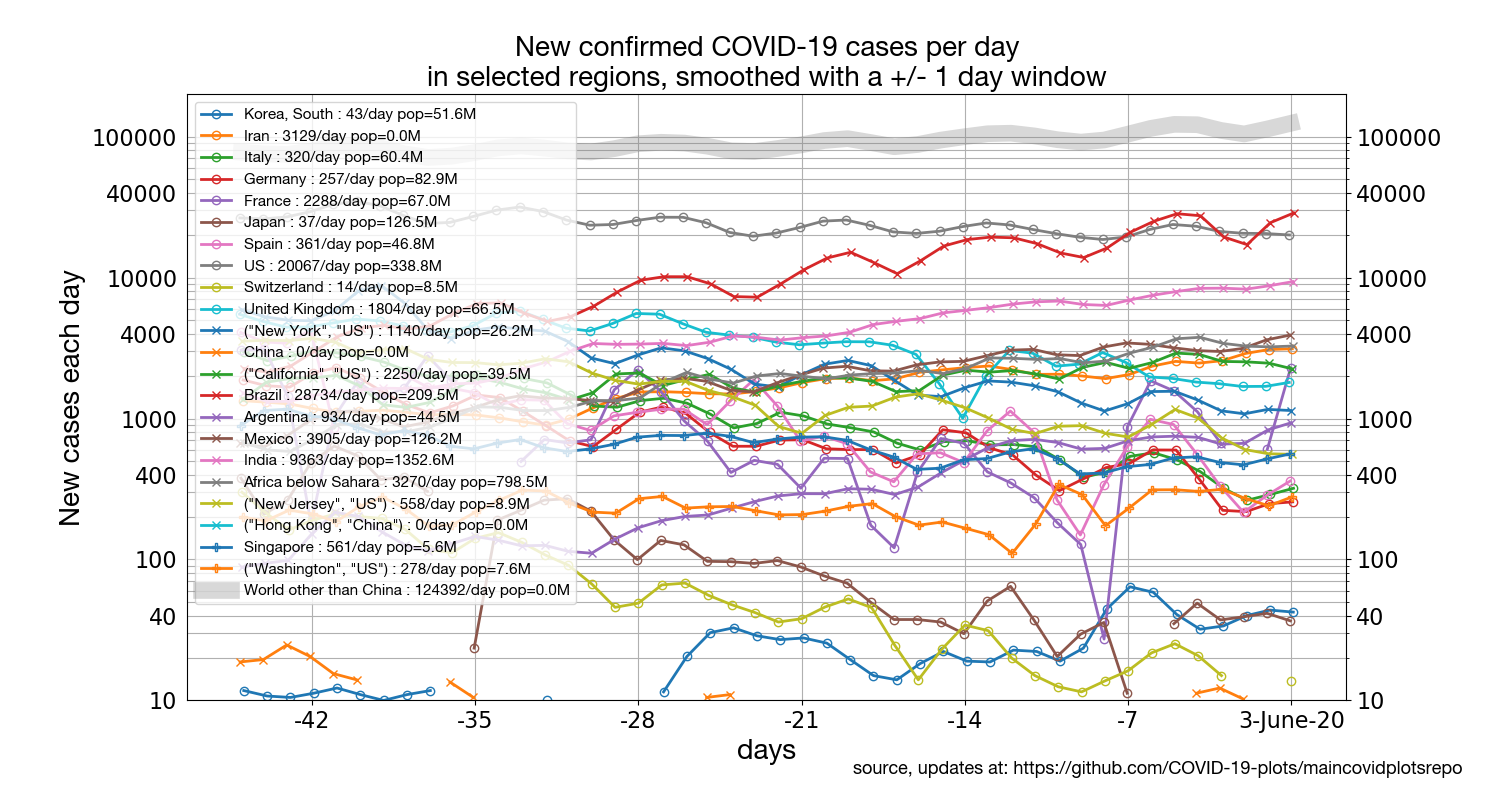 New confirmed COVID-19 cases per day
in selected regions, smoothed with a +/- 1 day window
Korea, South : 43/day pop=51.6M
Iran : 3129/day pop=0.0M
Italy : 320/day pop=60.4M
Germany : 257/day pop=82.9M
France : 2288/day pop=67.0M
Japan : 37/day pop=126.5M
Spain : 361/day pop=46.8M
US : 20067/day pop=338.8M
Switzerland : 14/day pop=8.5M
United Kingdom : 1804/day pop=66.5M
("New York", "US") : 1140/day pop=26.2M
China : 0/day pop=0.0M
("California", "US") : 2250/day pop=39.5M
Brazil : 28734/day pop=209.5M
Argentina : 934/day pop=44.5M
Mexico : 3905/day pop=126.2M
India : 9363/day pop=1352.6M
Africa below Sahara : 3270/day pop=798.5M
("New Jersey", "US") : 558/day pop=8.9M
("Hong Kong", "China") : 0/day pop=0.0M
Singapore : 561/day pop=5.6M
("Washington", "US") : 278/day pop=7.6M
World other than China : 124392/day pop=0.0M
New cases each day
100000
40000
10000
4000
1000
400
100
40
10
100000
40000
10000
4000
1000
400
100
40
10
-42
-35
-28
-21
-14
-7
3-June-20
days
source, updates at: https://github.com/COVID-19-plots/maincovidplotsrepo